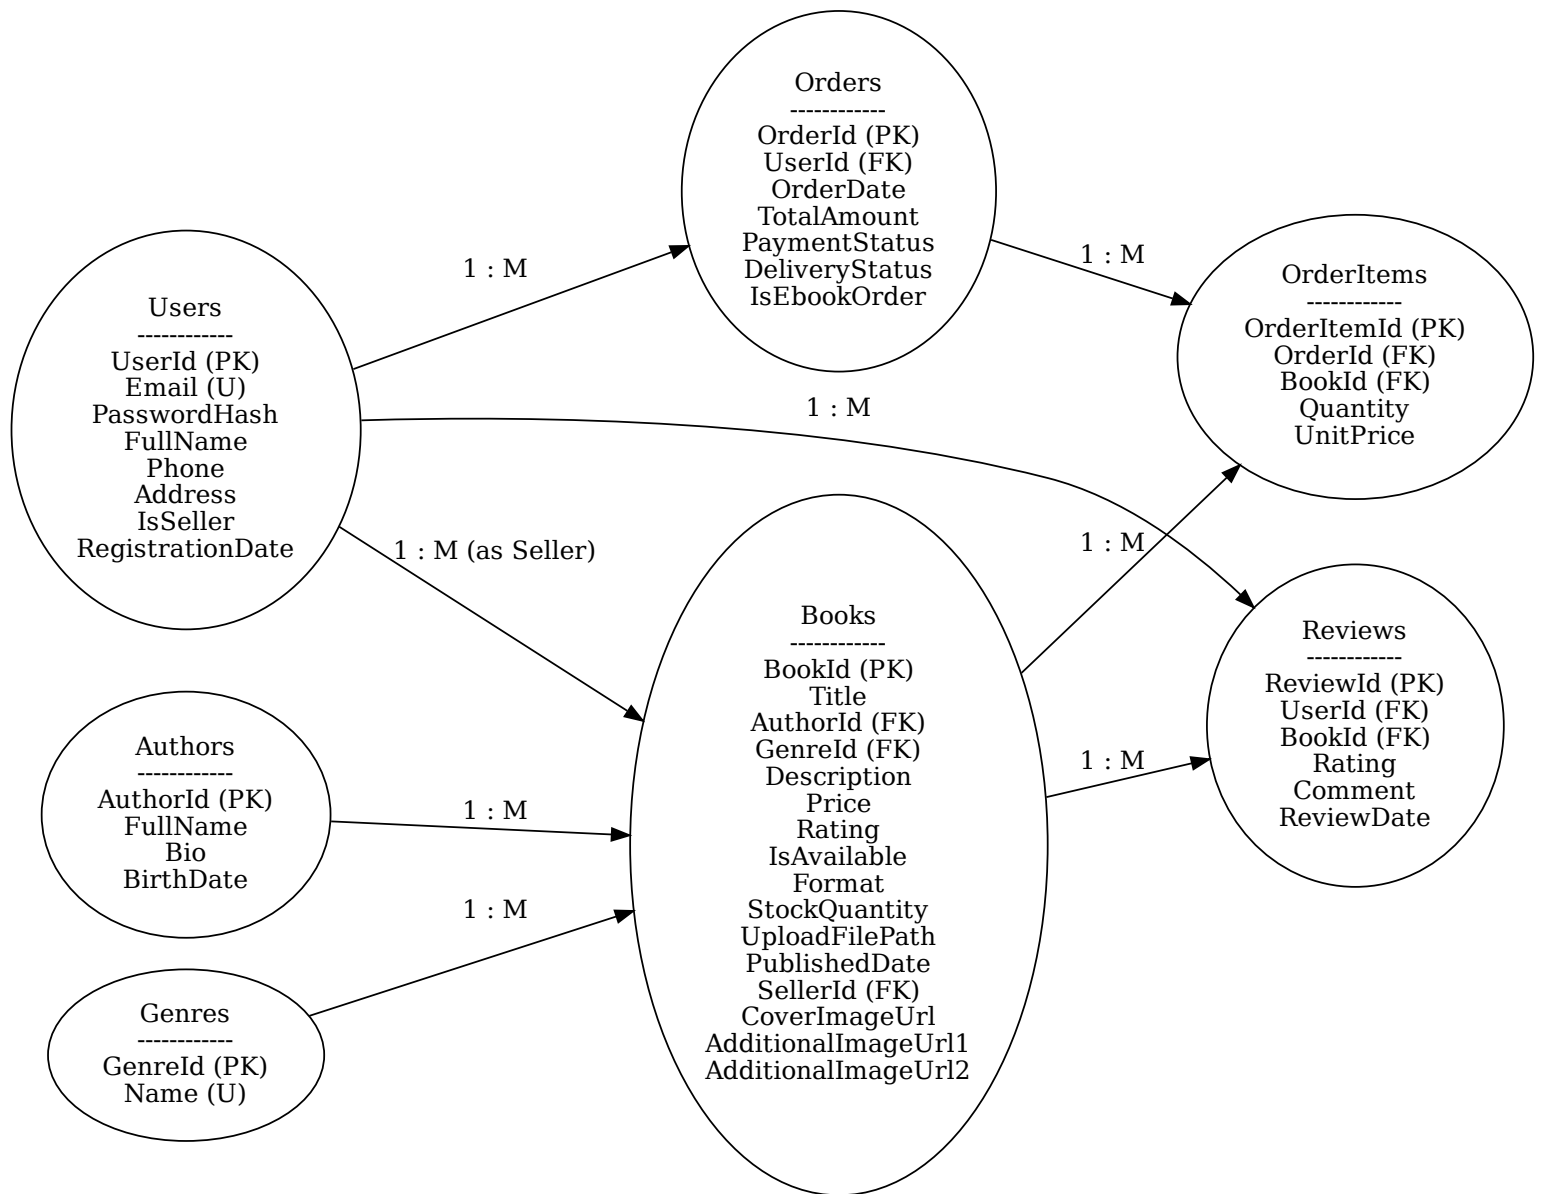 Orders
------------
OrderId (PK)
UserId (FK)
OrderDate
TotalAmount
PaymentStatus
DeliveryStatus
IsEbookOrder
1 : M
1 : M
OrderItems
------------
OrderItemId (PK)
OrderId (FK)
BookId (FK)
Quantity
UnitPrice
Users
------------
UserId (PK)
Email (U)
PasswordHash
FullName
Phone
Address
IsSeller
RegistrationDate
1 : M
1 : M (as Seller)
1 : M
Books
------------
BookId (PK)
Title
AuthorId (FK)
GenreId (FK)
Description
Price
Rating
IsAvailable
Format
StockQuantity
UploadFilePath
PublishedDate
SellerId (FK)
CoverImageUrl
AdditionalImageUrl1
AdditionalImageUrl2
Reviews
------------
ReviewId (PK)
UserId (FK)
BookId (FK)
Rating
Comment
ReviewDate
1 : M
Authors
------------
AuthorId (PK)
FullName
Bio
BirthDate
1 : M
1 : M
Genres
------------
GenreId (PK)
Name (U)